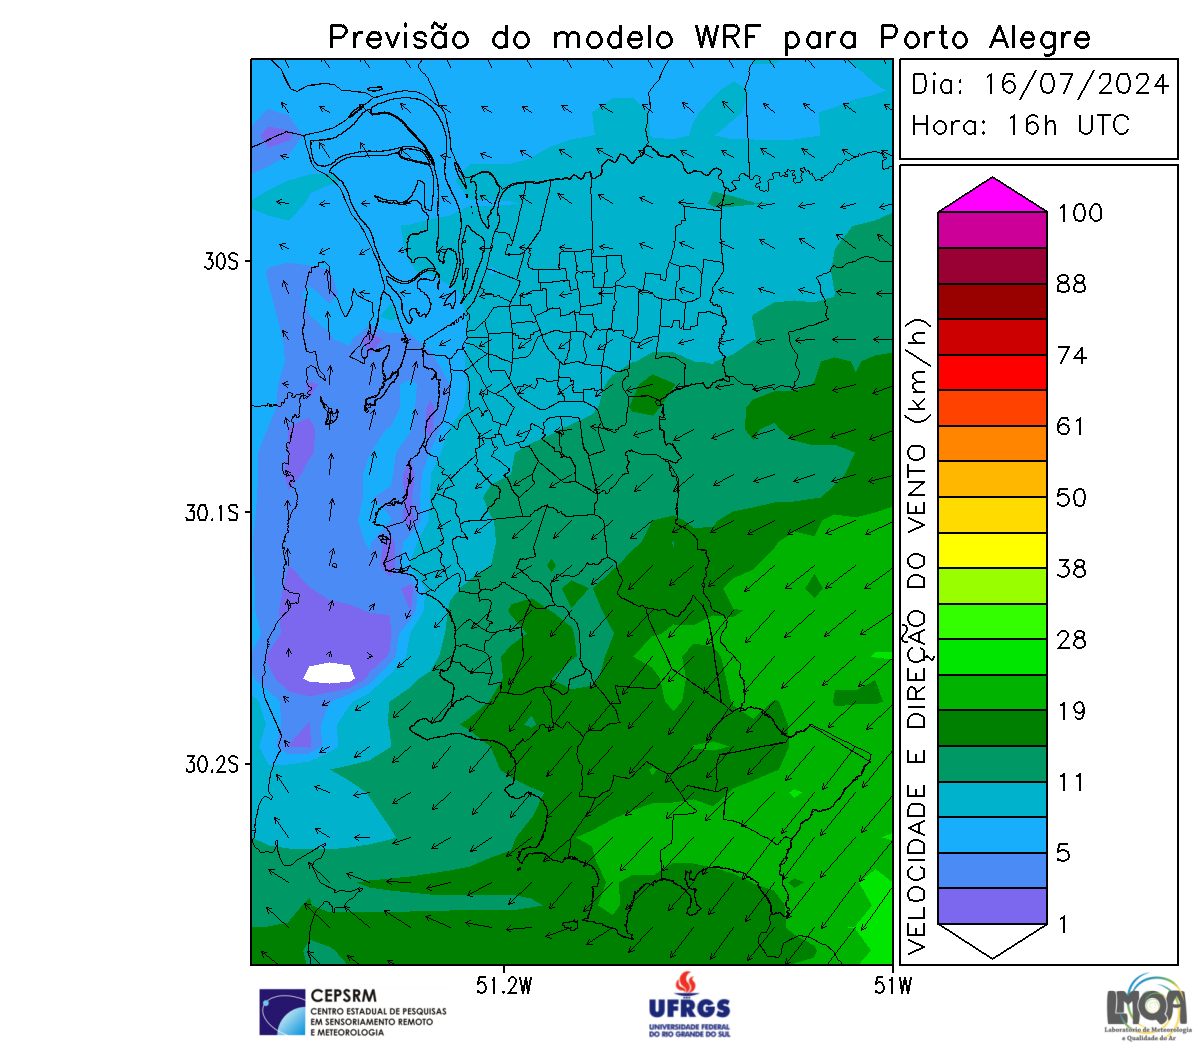 Previsão do modelo WRF para Porto Alegre
Dia: 16/07/2024
Hora: 16h UTC
30S
30.1S
30.2S
51.2W
51W
VELOCIDADE E DIREÇÃO DO VENTO (km/h)
100
88
74
61
50
38
28
19
11
5
1
CEPSRM
CENTRO ESTADUAL DE PESQUISAS
EM SENSORIAMENTO REMOTO
E METEOROLOGIA
UFRGS
UNIVERSIDADE FEDERAL
DO RIO GRANDE DO SUL
LMQA
Laboratório de Meteorologia
e Qualidade do Ar